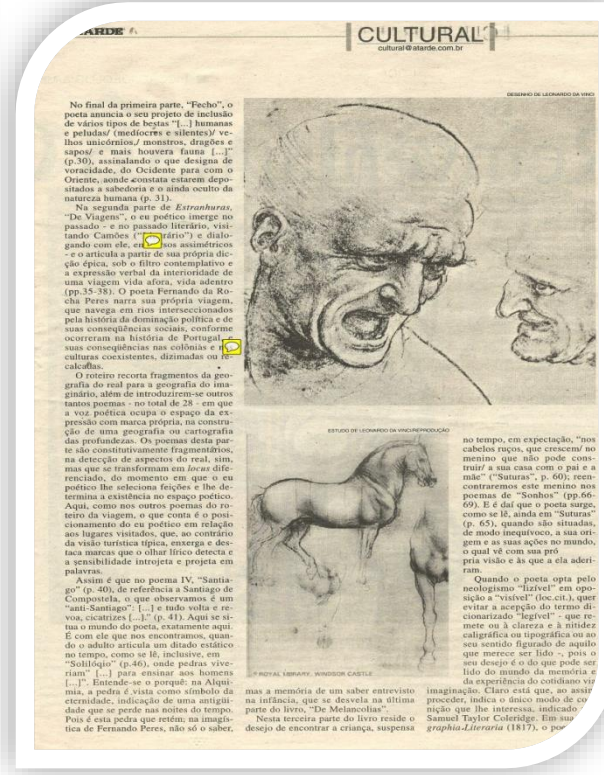 ARDE
CULTURAL
cultural@atarde.com.br
DESENHO DE LEONARDO DA VINCI
No final da primeira parte, “Fecho”, o
poeta anuncia o seu projeto de inclusão
de vários tipos de bestas “[...] humanas
e peludas/ (medíocres e silentes)/ ve-
lhos unicórnios,/ monstros, dragões e
sapos/ e mais houvera fauna [...]”
(p.30), assinalando o que designa de
voracidade, do Ocidente para com o
Oriente, aonde constata estarem depo-
sitados a sabedoria e o ainda oculto da
natureza humana (p. 31).
Na segunda parte de Estranhuras,
“De Viagens”, o eu poético imerge no
passado - e no passado literário, visi-
tando Camões (“ rário”) e dialo-
gando com ele, em sos assimétricos
- e o articula a partir de sua própria dic-
ção épica, sob o filtro contemplativo e
a expressão verbal da interioridade de
uma viagem vida afora, vida adentro
(pp.35-38). O poeta Fernando da Ro-
cha Peres narra sua própria viagem,
que navega em rios interseccionados
pela história da dominação política e de
suas conseqüências sociais, conforme
ocorreram na história de Portugal,
suas conseqüências nas colônias e
culturas coexistentes, dizimadas ou re-
calcadas.
O roteiro recorta fragmentos da geo-
grafia do real para a geografia do ima-
ginário, além de introduzirem-se outros
tantos poemas - no total de 28 - em que
a voz poética ocupa o espaço da ex-
pressão com marca própria, na constru-
ção de uma geografia ou cartografia
das profundezas. Os poemas desta par-
te são constitutivamente fragmentários,
na detecção de aspectos do real, sim,
mas que se transformam em locus dife-
renciado, do momento em que o eu
poético lhe seleciona feições e lhe de-
termina a existência no espaço poético.
Aqui, como nos outros poemas do ro-
teiro da viagem, o que conta é o posi-
cionamento do eu poético em relação
aos lugares visitados, que, ao contrário
da visão turística típica, enxerga e des-
taca marcas que o olhar lírico detecta e
a sensibilidade introjeta e projeta em
palavras.
Assim é que no poema IV, “Santia-
go” (p. 40), de referência a Santiago de
Compostela, o que observamos é um
“anti-Santiago”: [...] e tudo volta e re-
voa, cicatrizes [...].” (p. 41). Aqui se si-
tua o mundo do poeta, exatamente aqui.
É com ele que nos encontramos, quan-
do o adulto articula um ditado estático
no tempo, como se lê, inclusive, em
“Solilóqio” (p.46), onde pedras vive-
riam” [...] para ensinar aos homens
[...]”. Entende-se o porquê: na Alqui-
mia, a pedra é vista como símbolo da
eternidade, indicação de uma antigüi-
dade que se perde nas noites do tempo.
Pois é esta pedra que retém, na imagís-
tica de Fernando Peres, não só o saber,
ESTUDO DE LEONARDO DA VINCI/REPRODUÇÃO
ROYAL LIBRARY, WINDSOR CASTLE
mas a memória de um saber entrevisto
na infância, que se desvela na última
parte do livro, “De Melancolias”.
Nesta terceira parte do livro reside o
desejo de encontrar a criança, suspensa
no tempo, em expectação, “nos
cabelos ruços, que crescem/ no
menino que não pode cons-
truir/ a sua casa com o pai e a
mãe” (“Suturas”, p. 60); reen-
contraremos este menino nos
poemas de “Sonhos” (pp.66-
69). E é daí que o poeta surge,
como se lê, ainda em “Suturas”
(p. 65), quando são situadas,
de modo inequívoco, a sua ori-
gem e as suas ações no mundo,
o qual vê com sua pró
pria visão e às que a ela aderi-
ram.
Quando o poeta opta pelo
neologismo “lizível” em opo-
sição a “visível” (loc.cit.), quer
evitar a acepção do termo di-
cionarizado “legível” - que re-
mete ou à clareza e à nitidez
caligráfica ou tipográfica ou ao
seu sentido figurado de aquilo
que merece ser lido -, pois o
seu desejo é o do que pode ser
lido do mundo da memória e
da experiência do cotidiano via
imaginação. Claro está que, ao assim
proceder, indica o único modo de co-
nição que lhe interessa, indicado
Samuel Taylor Coleridge. Em sua
graphia Literaria (1817), o poe